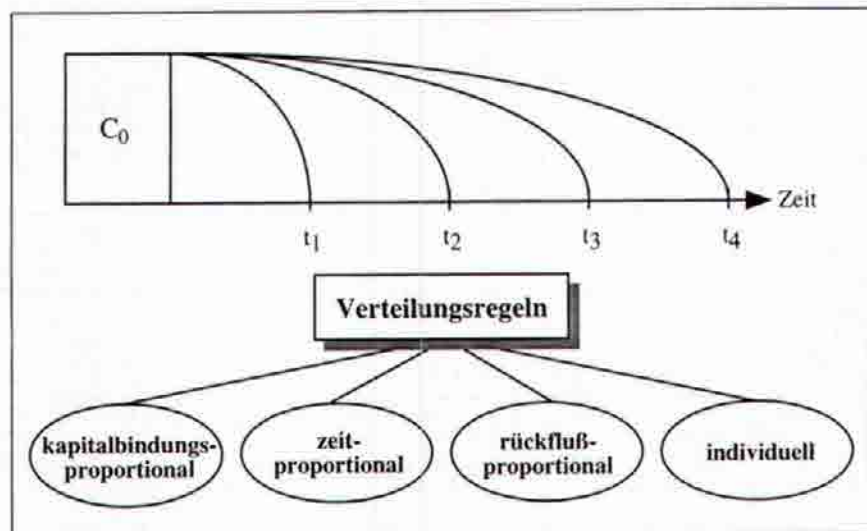 C₀
Zeit
t₁ t₂ t₃ t₄
Verteilungsregeln
kapitalbindungs-
proportional
zeit-
proportional
rückfluß-
proportional
individuell